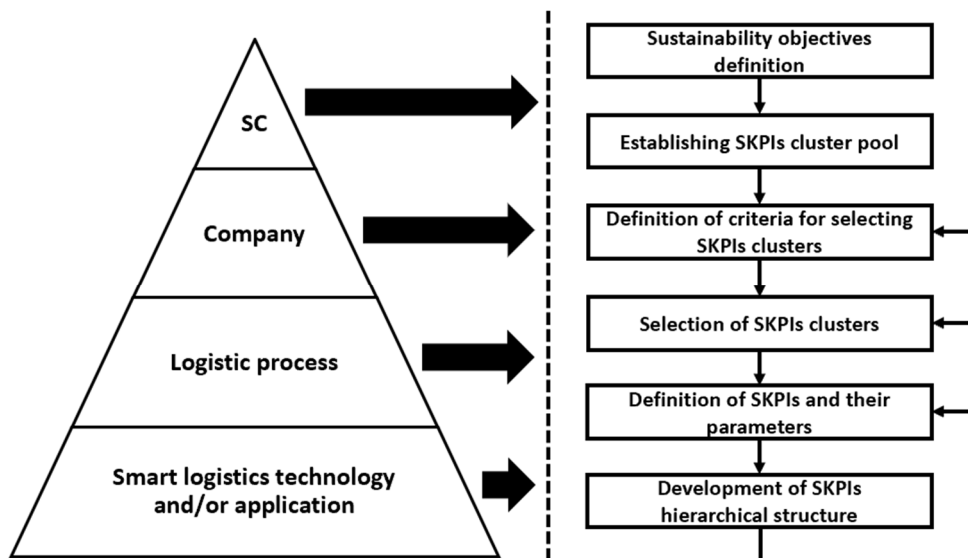 SC
Company
Logistic process
Smart logistics technology
and/or application
Sustainability objectives
definition
Establishing SKPIs cluster pool
Definition of criteria for selecting
SKPIs clusters
Selection of SKPIs clusters
Definition of SKPIs and their
parameters
Development of SKPIs
hierarchical structure